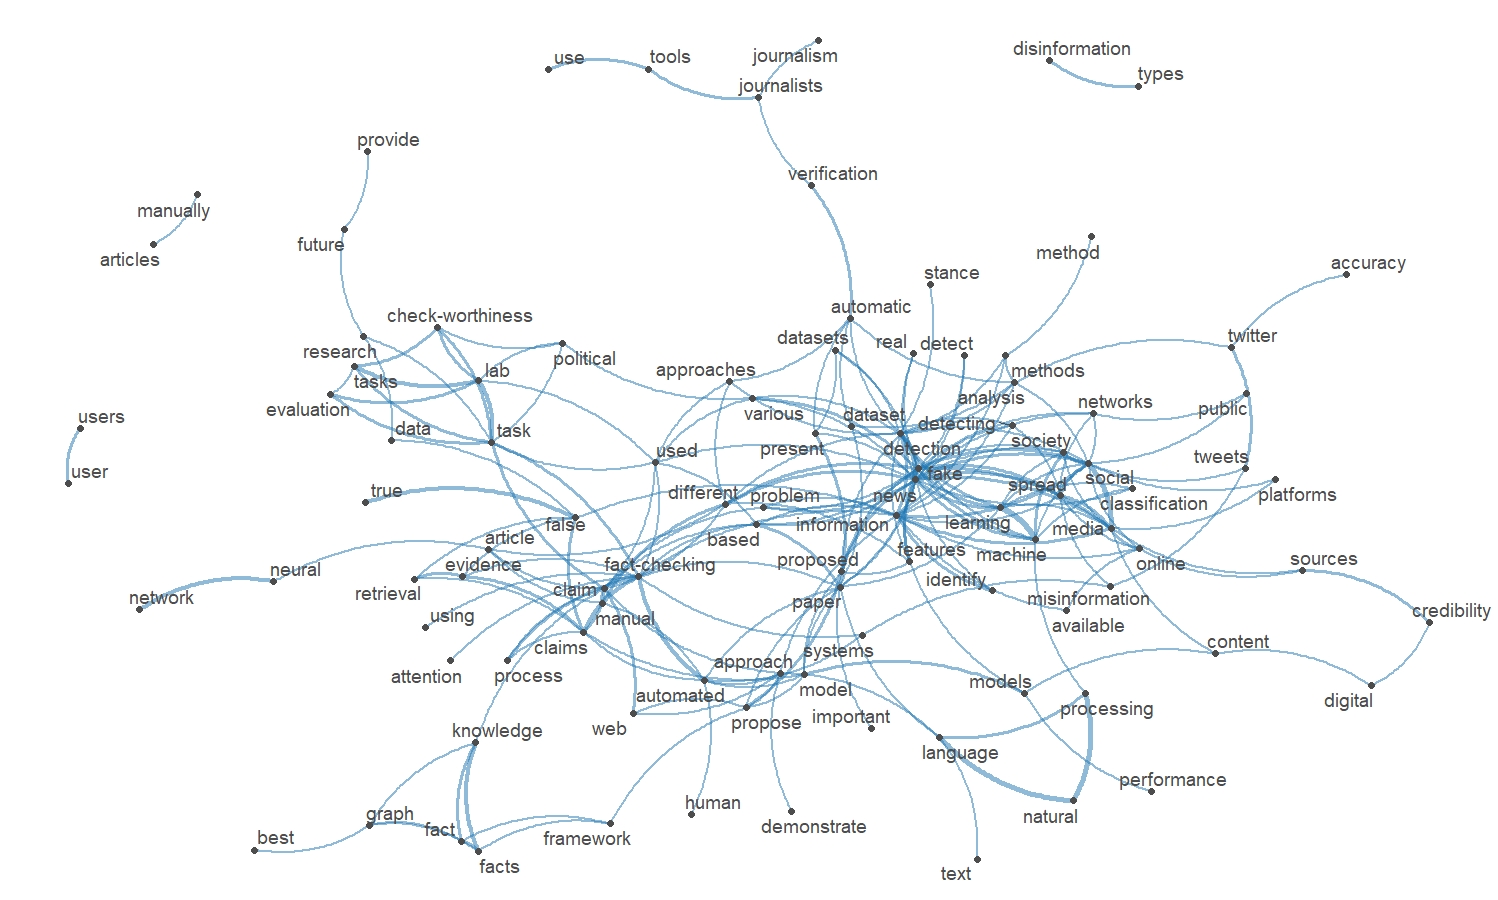 journalism
disinformation
use
tools
types
journalists
provide
verification
manually
future
articles
method
accuracy
stance
automatic
check-worthiness
datasets
real
detect
twitter
research
political
lab
approaches
methods
tasks
analysis
networks
public
evaluation
various
dataset
users
data
task
detecting
society
present
detection
used
tweets
user
fake
spread
social
true
different
problem
news
classification
platforms
false
information
learning
article
based
media
features
machine
proposed
online
sources
evidence
fact-checking
neural
identify
retrieval
claim
network
paper
misinformation
credibility
using
manual
available
claims
systems
content
approach
attention
process
models
automated
model
digital
processing
important
web
propose
knowledge
language
performance
human
graph
natural
fact
demonstrate
best
framework
facts
text